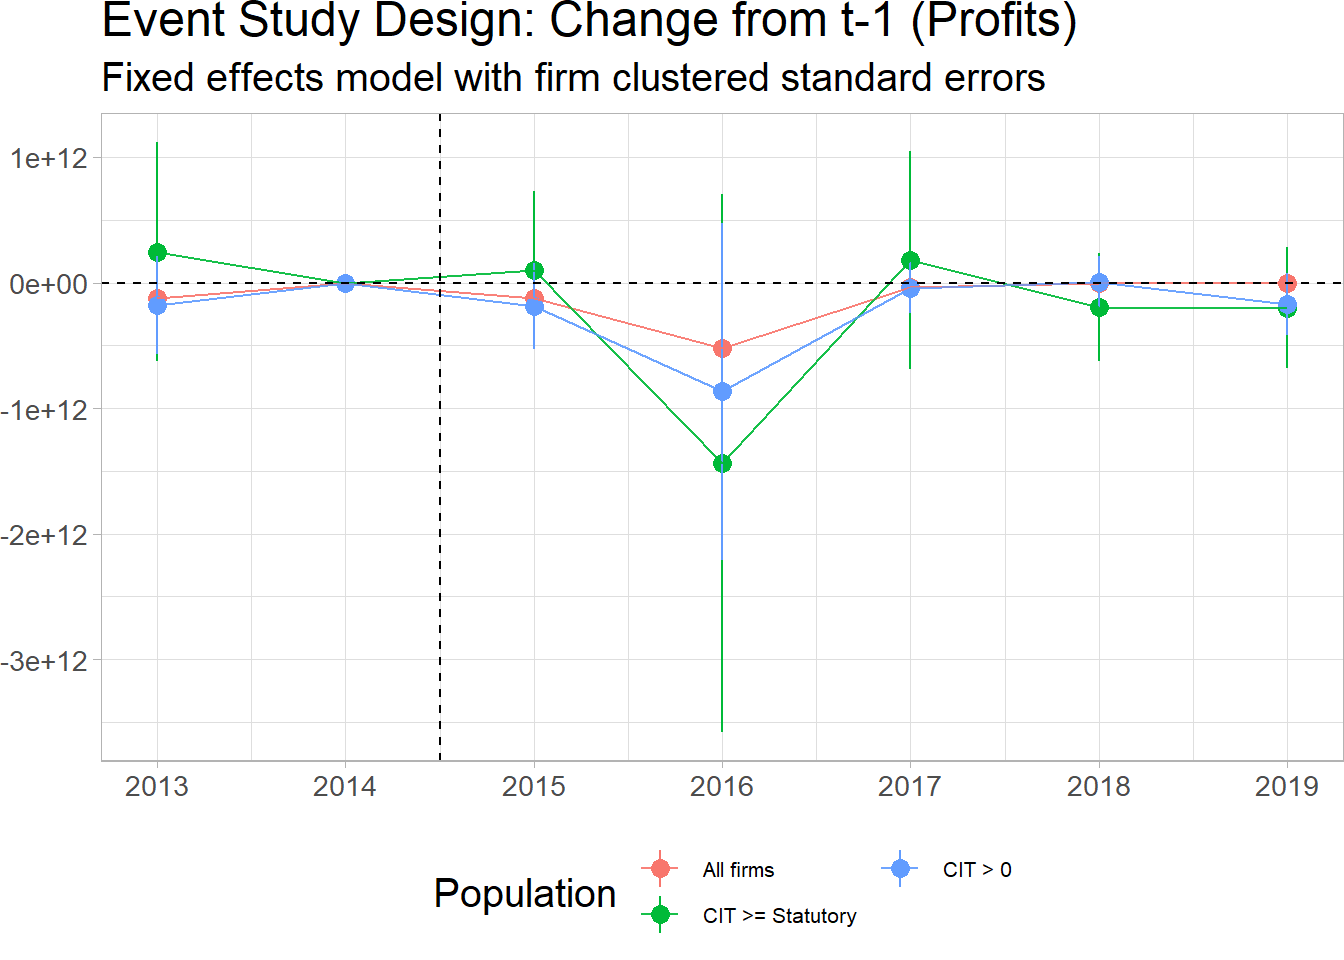 Event Study Design: Change from t-1 (Profits)
Fixed effects model with firm clustered standard errors
1e+12
0e+00
-1e+12
-2e+12
-3e+12
2013 2014 2015 2016 2017 2018 2019
Population
All firms
CIT >= Statutory
CIT > 0